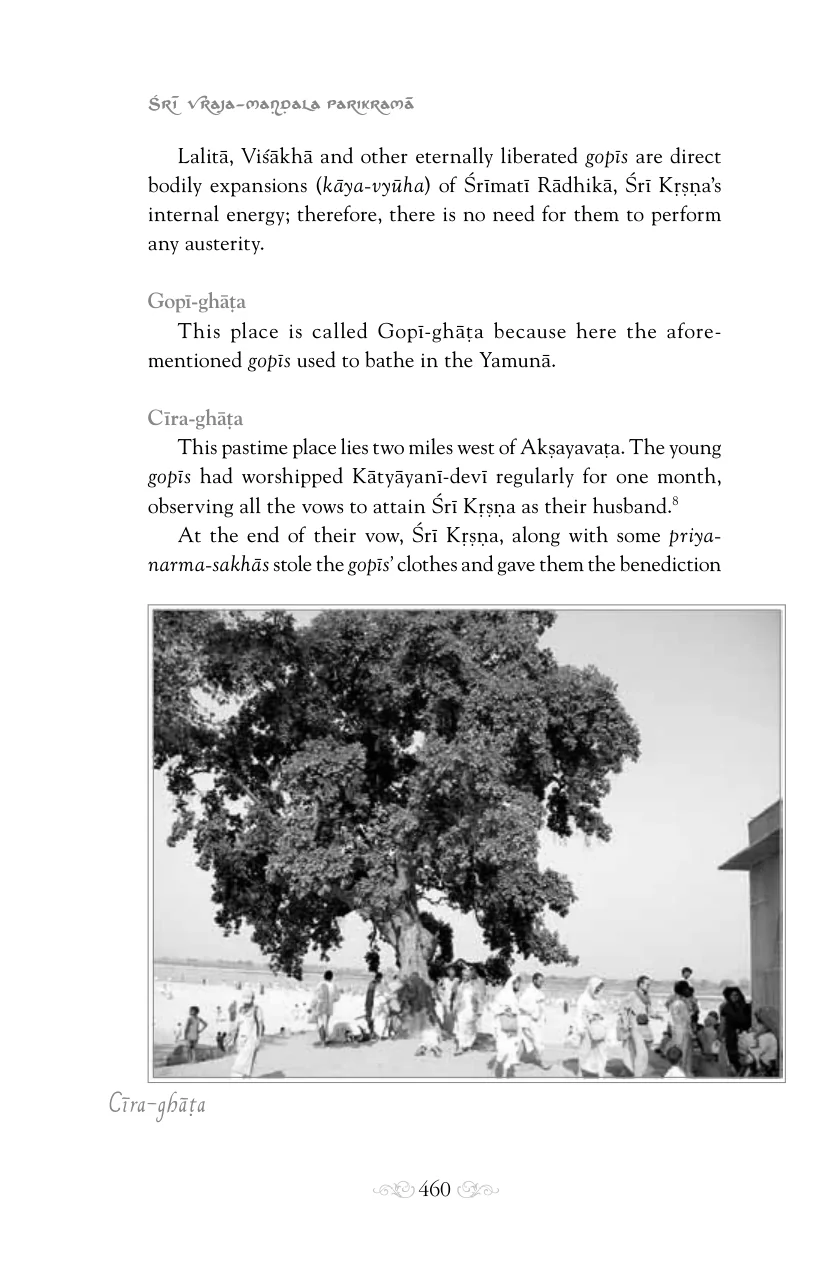 Śrī Vraja-maṇḍala Parikramā
Lalitā, Viśākhā and other eternally liberated gopīs are direct
bodily expansions (kāya-vyūha) of Śrīmatī Rādhikā, Śrī Kṛṣṇa’s
internal energy; therefore, there is no need for them to perform
any austerity.
Gopī-ghāṭa
This place is called Gopī-ghāṭa because here the afore-
mentioned gopīs used to bathe in the Yamunā.
Cīra-ghāṭa
This pastime place lies two miles west of Akṣayavaṭa. The young
gopīs had worshipped Kātyāyanī-devī regularly for one month,
observing all the vows to attain Śrī Kṛṣṇa as their husband.⁸
At the end of their vow, Śrī Kṛṣṇa, along with some priya-
narma-sakhās stole the gopīs’ clothes and gave them the benediction
Cīra-ghāṭa
460